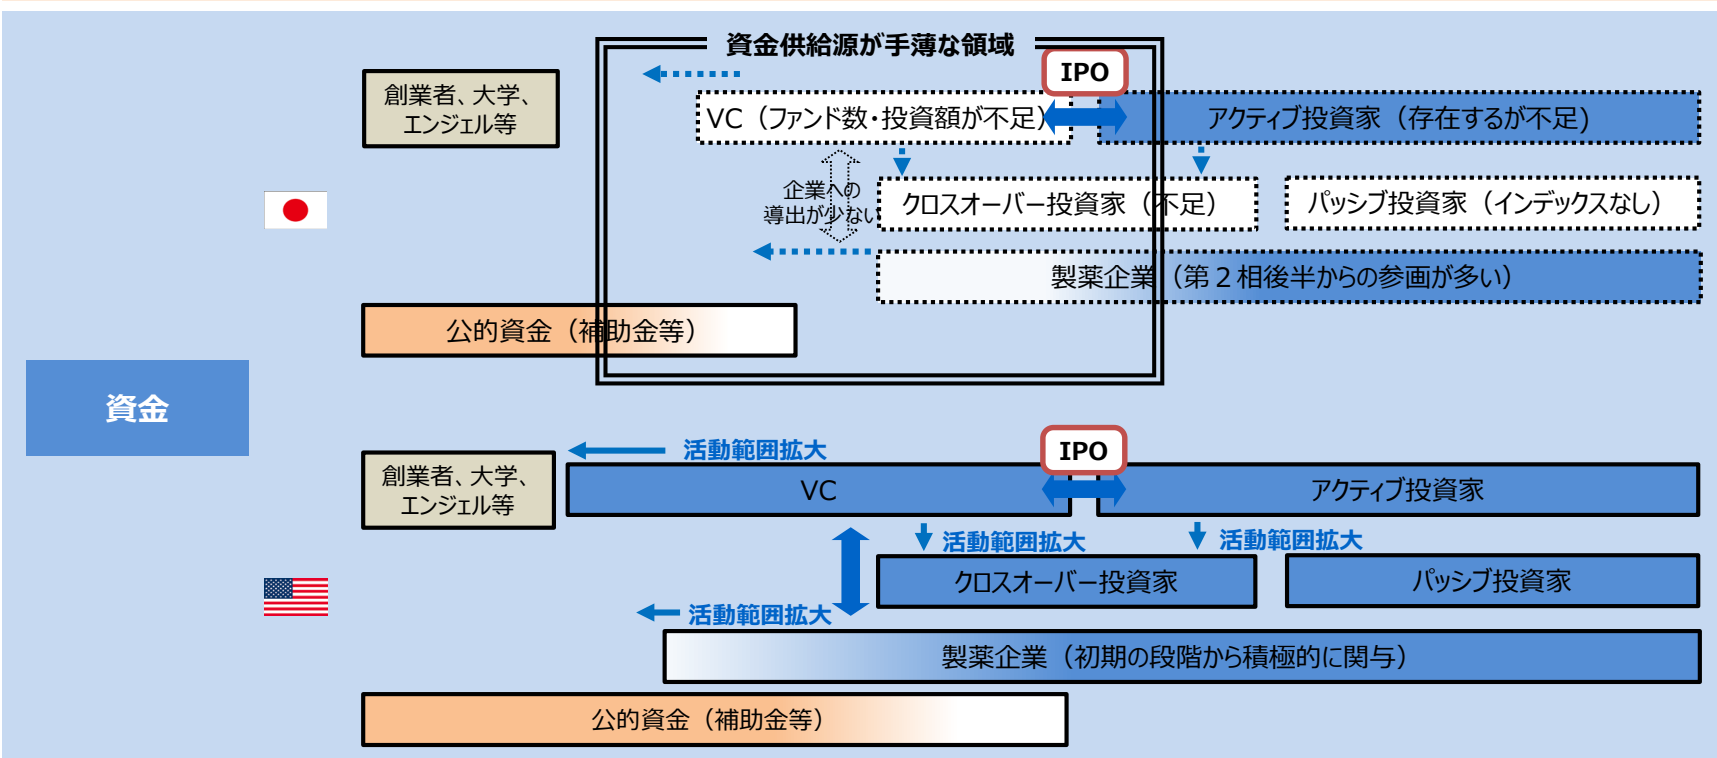 資金供給源が手薄な領域
IPO
創業者、大学、
エンジェル等
VC（ファンド数・投資額が不足）
アクティブ投資家（存在するが不足）
企業への
導出が少ない
クロスオーバー投資家（不足）
パッシブ投資家（インデックスなし）
製薬企業（第２相後半からの参画が多い）
公的資金（補助金等）
資金
活動範囲拡大
IPO
創業者、大学、
エンジェル等
VC
アクティブ投資家
活動範囲拡大
活動範囲拡大
クロスオーバー投資家
パッシブ投資家
活動範囲拡大
製薬企業（初期の段階から積極的に関与）
公的資金（補助金等）